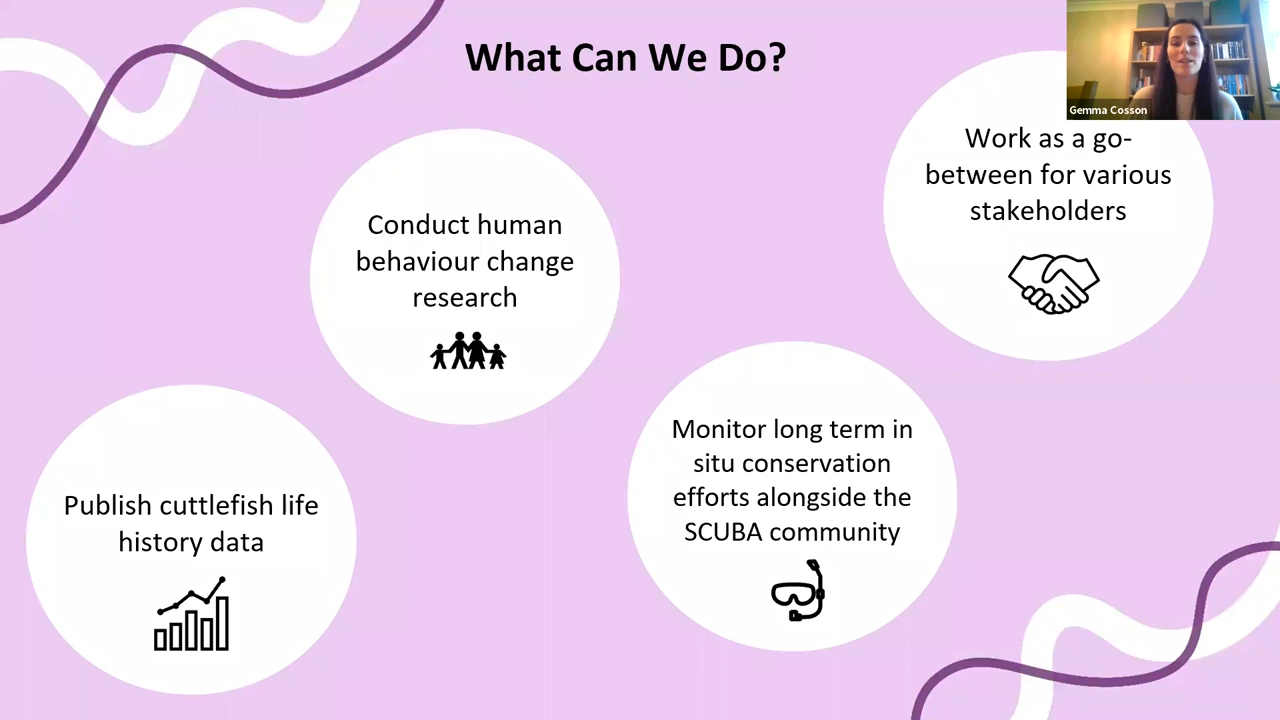 What Can We Do?
Gemma Cosson
Work as a go-
between for various
stakeholders
Conduct human
behaviour change
research
Monitor long term in
situ conservation
efforts alongside the
SCUBA community
Publish cuttlefish life
history data